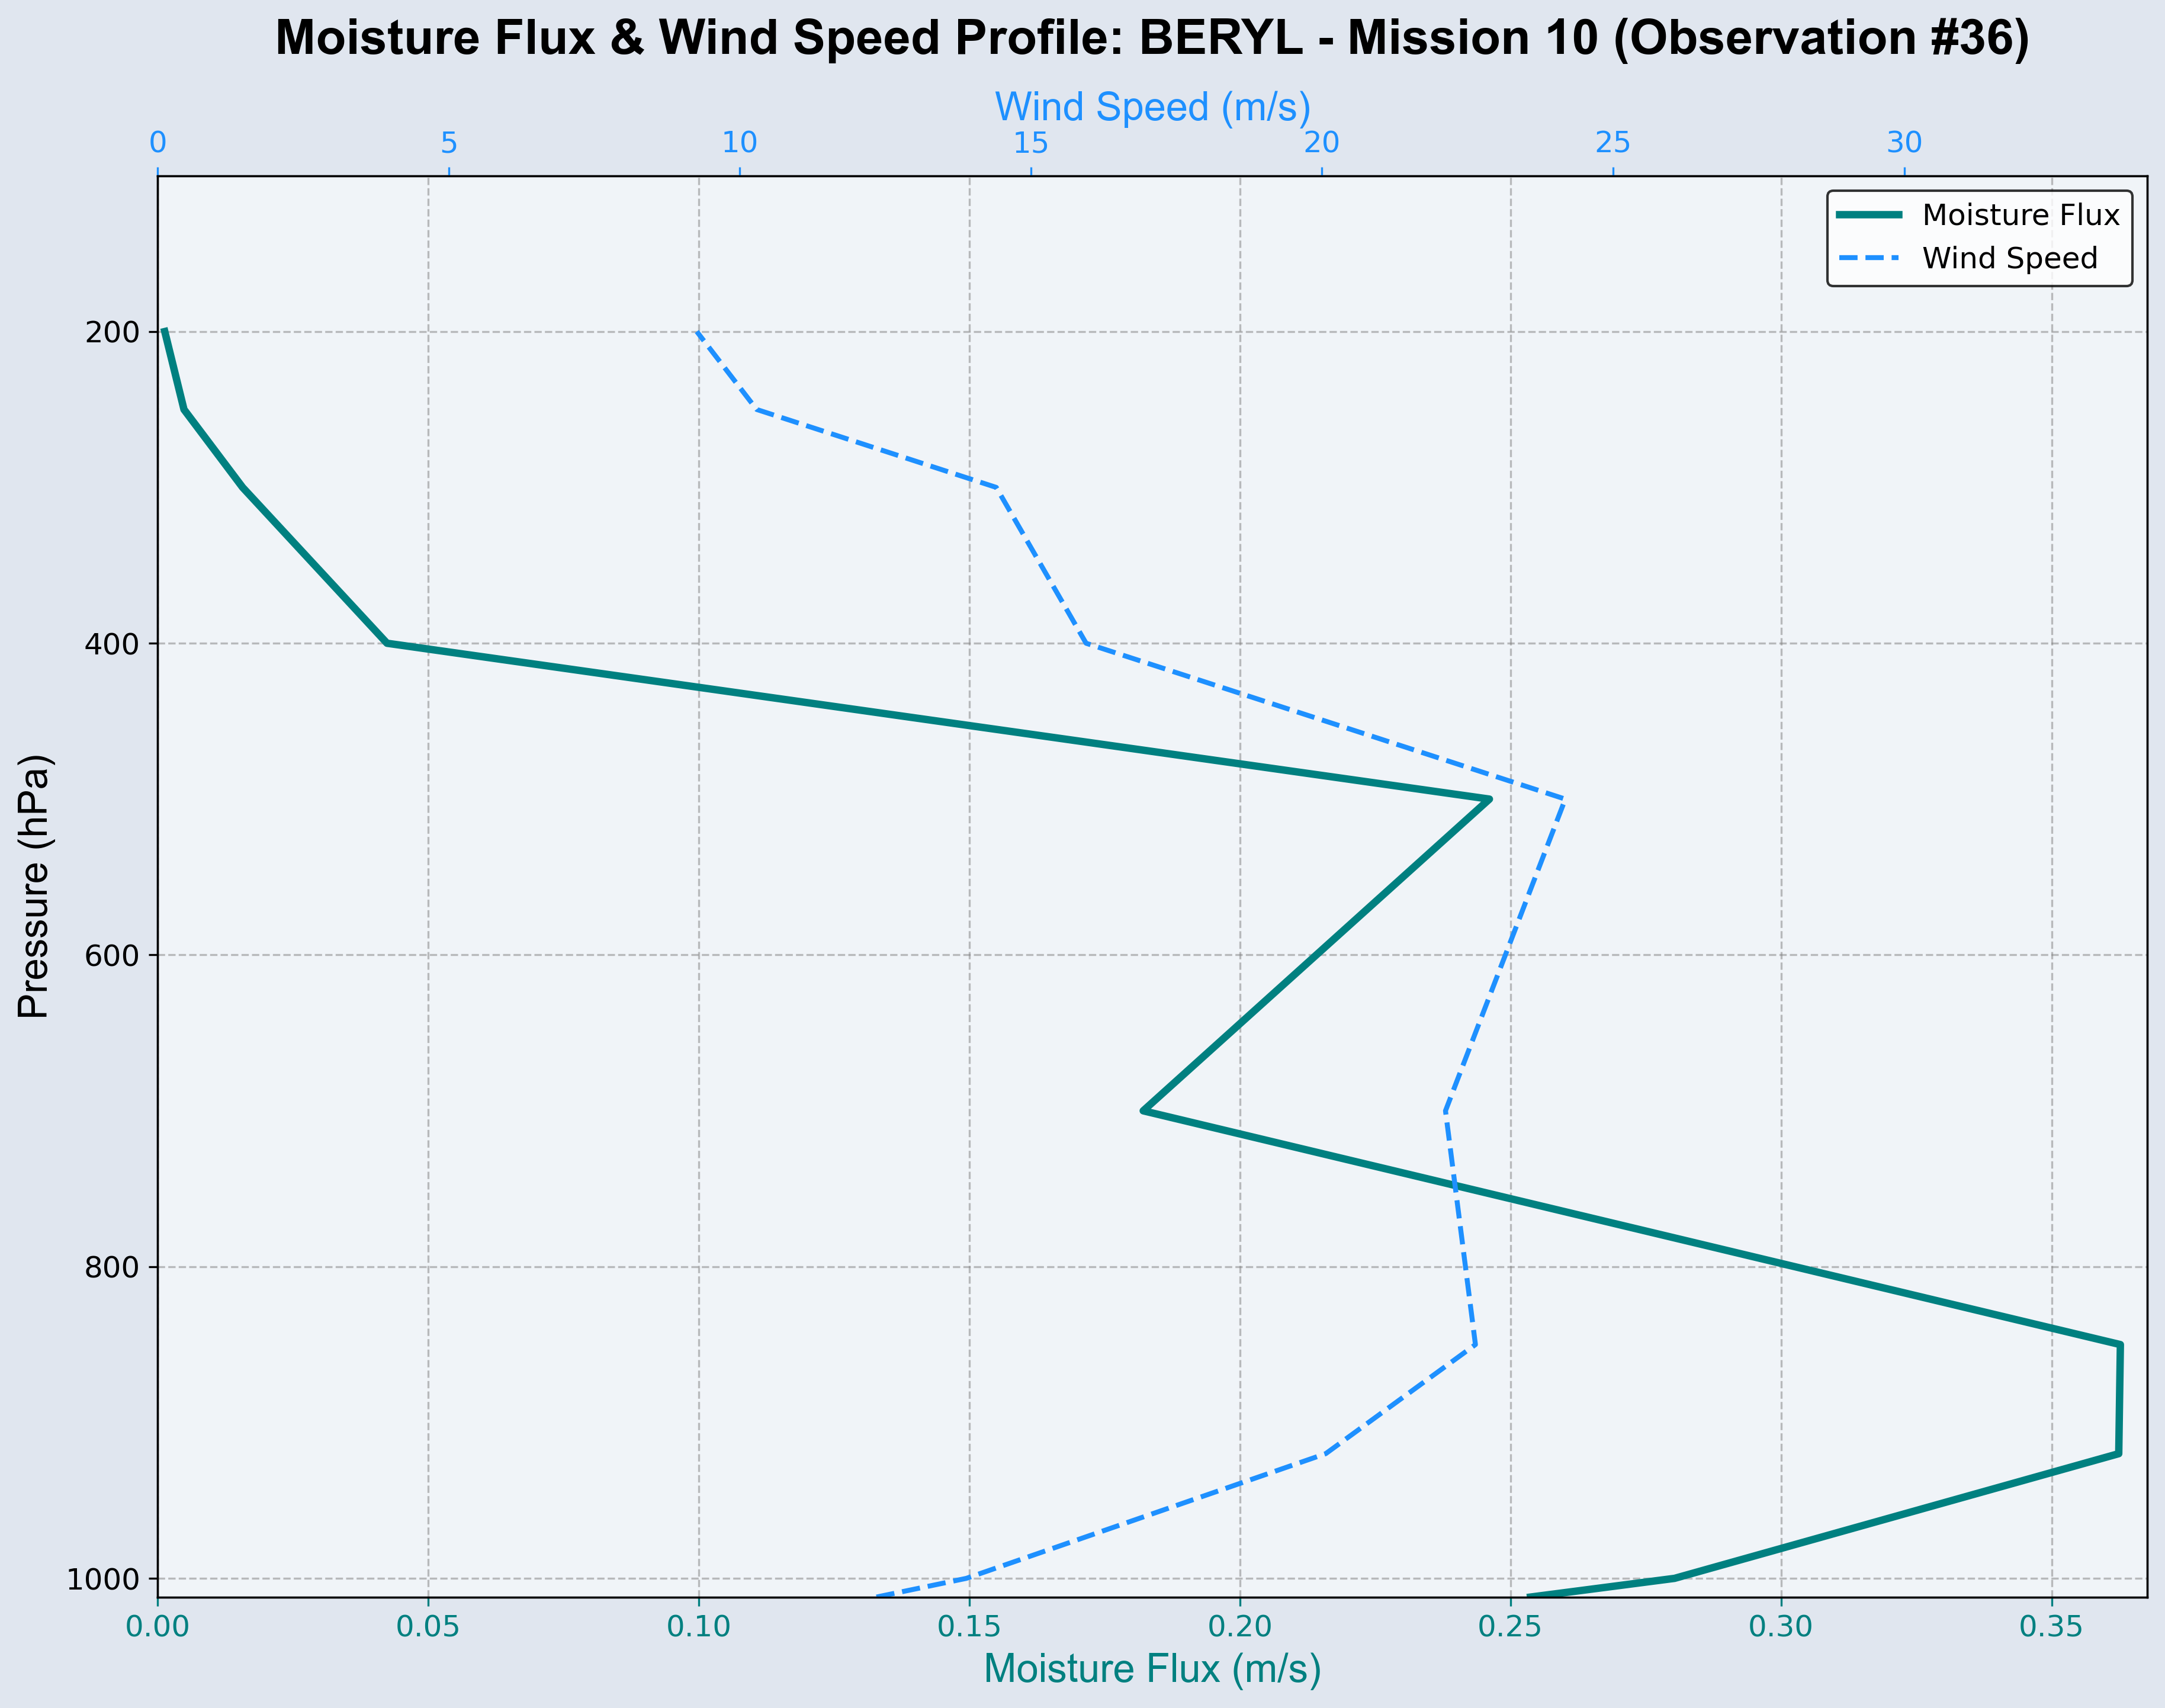 Moisture Flux & Wind Speed Profile: BERYL - Mission 10 (Observation #36)
Wind Speed (m/s)
0 5 10 15 20 25 30
Moisture Flux
Wind Speed
Pressure (hPa)
200
400
600
800
1000
0.00 0.05 0.10 0.15 0.20 0.25 0.30 0.35
Moisture Flux (m/s)